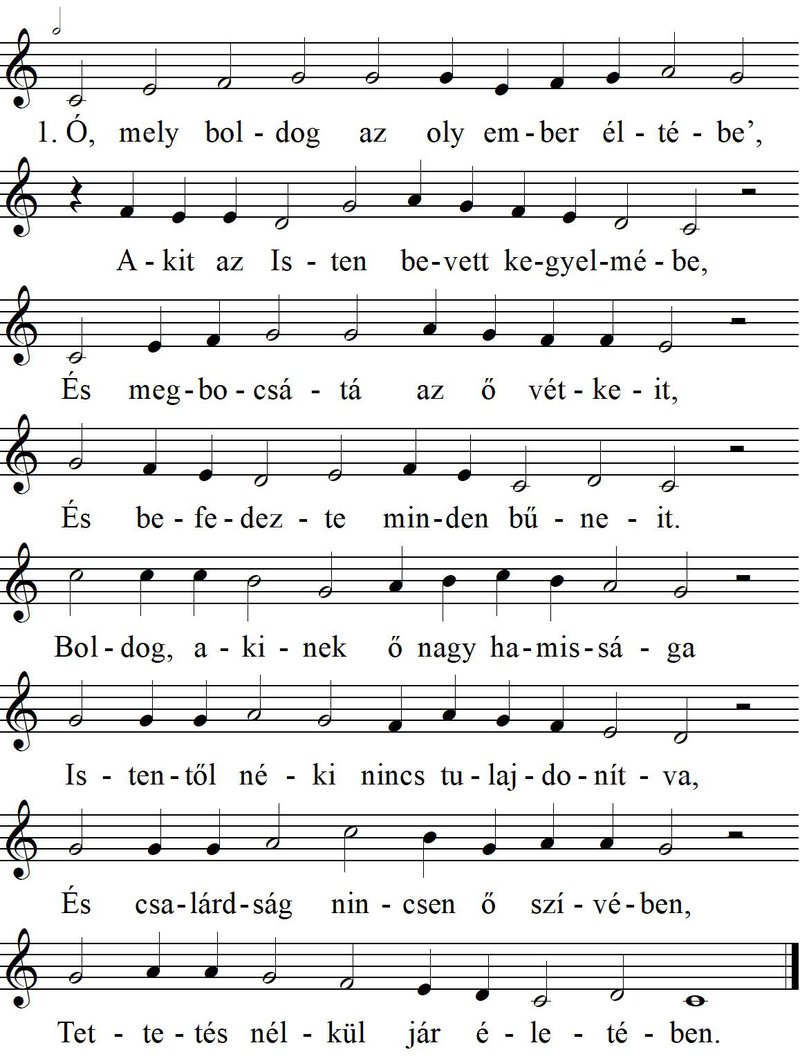 1. Ó, mely bol - dog az oly em - ber él - té - be’,
A - kit az Is - ten be - vett ke - gyel - mé - be,
És meg - bo - csá - tá az ő vét - ke - it,
És be - fe - dez - te min - den bű - ne - it.
Bol - dog, a - ki - nek ő nagy ha - mis - sá - ga
Is - ten - től né - ki nincs tu - laj - do - nít - va,
És csa - lárd - ság nin - csen ő szí - vé - ben,
Tet - te - tés nél - kül jár é - le - té - ben.